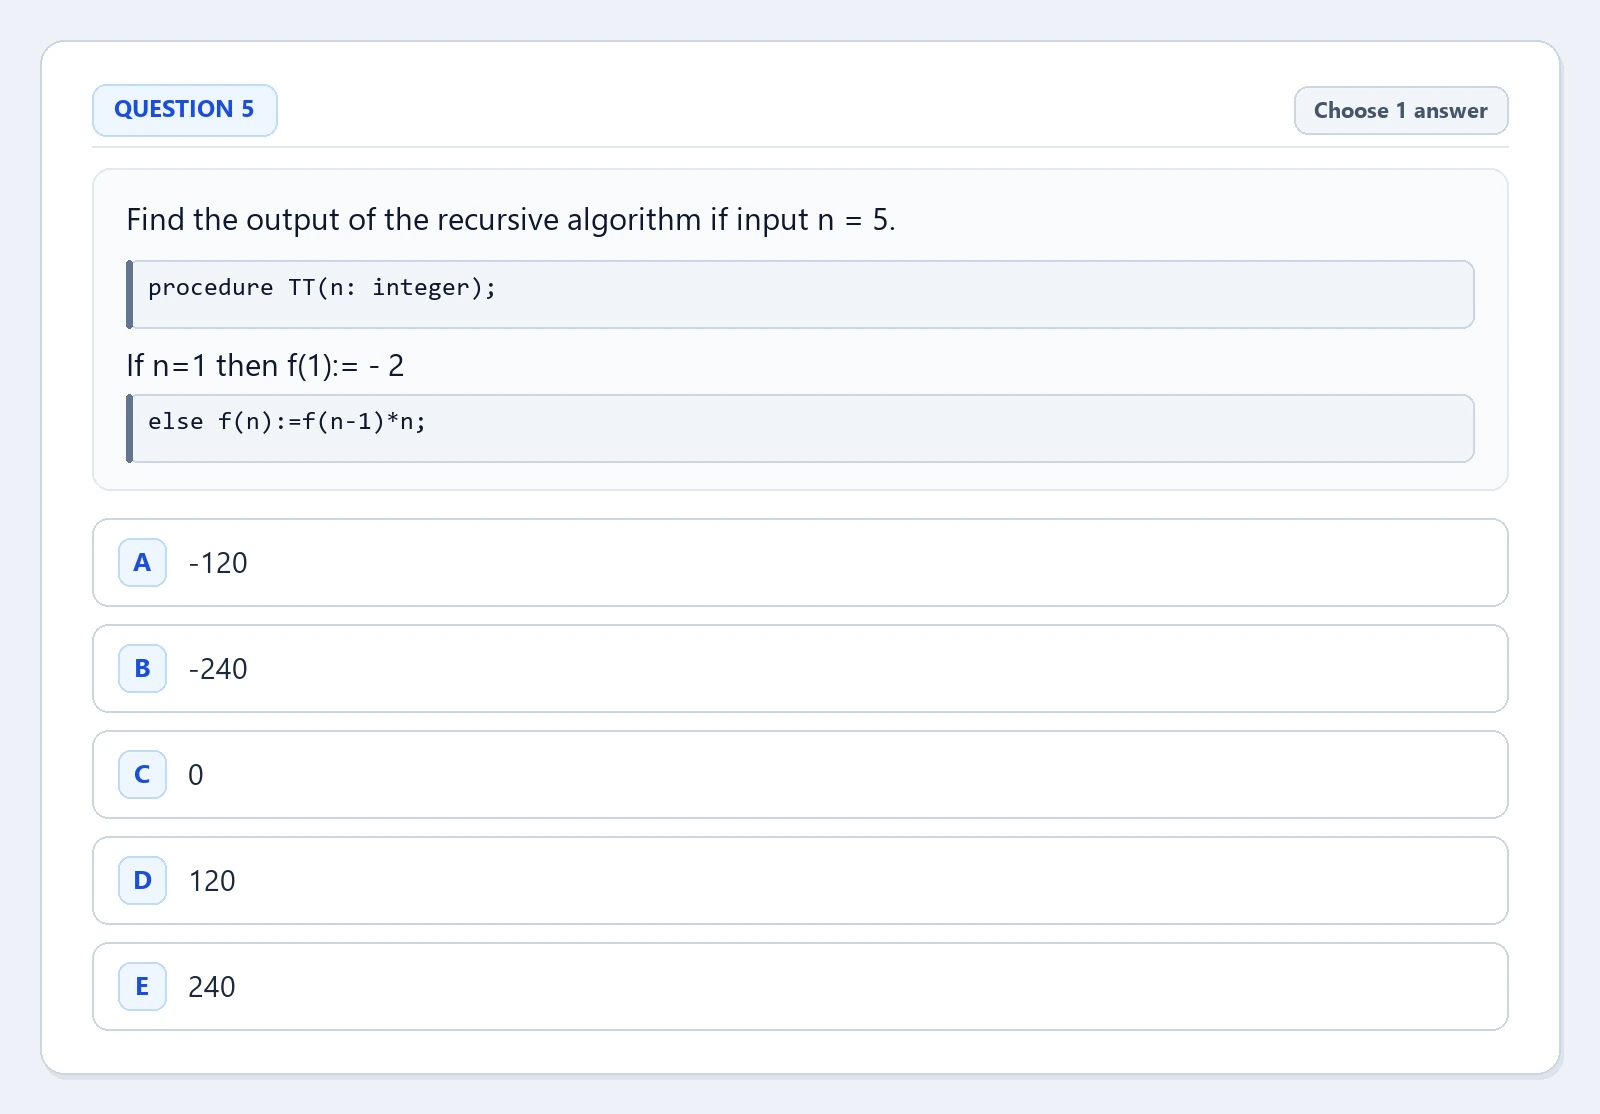 QUESTION 5
Choose 1 answer
Find the output of the recursive algorithm if input n = 5.
procedure TT(n: integer);
If n=1 then f(1):= - 2
else f(n):=f(n-1)*n;
A -120
B -240
C 0
D 120
E 240